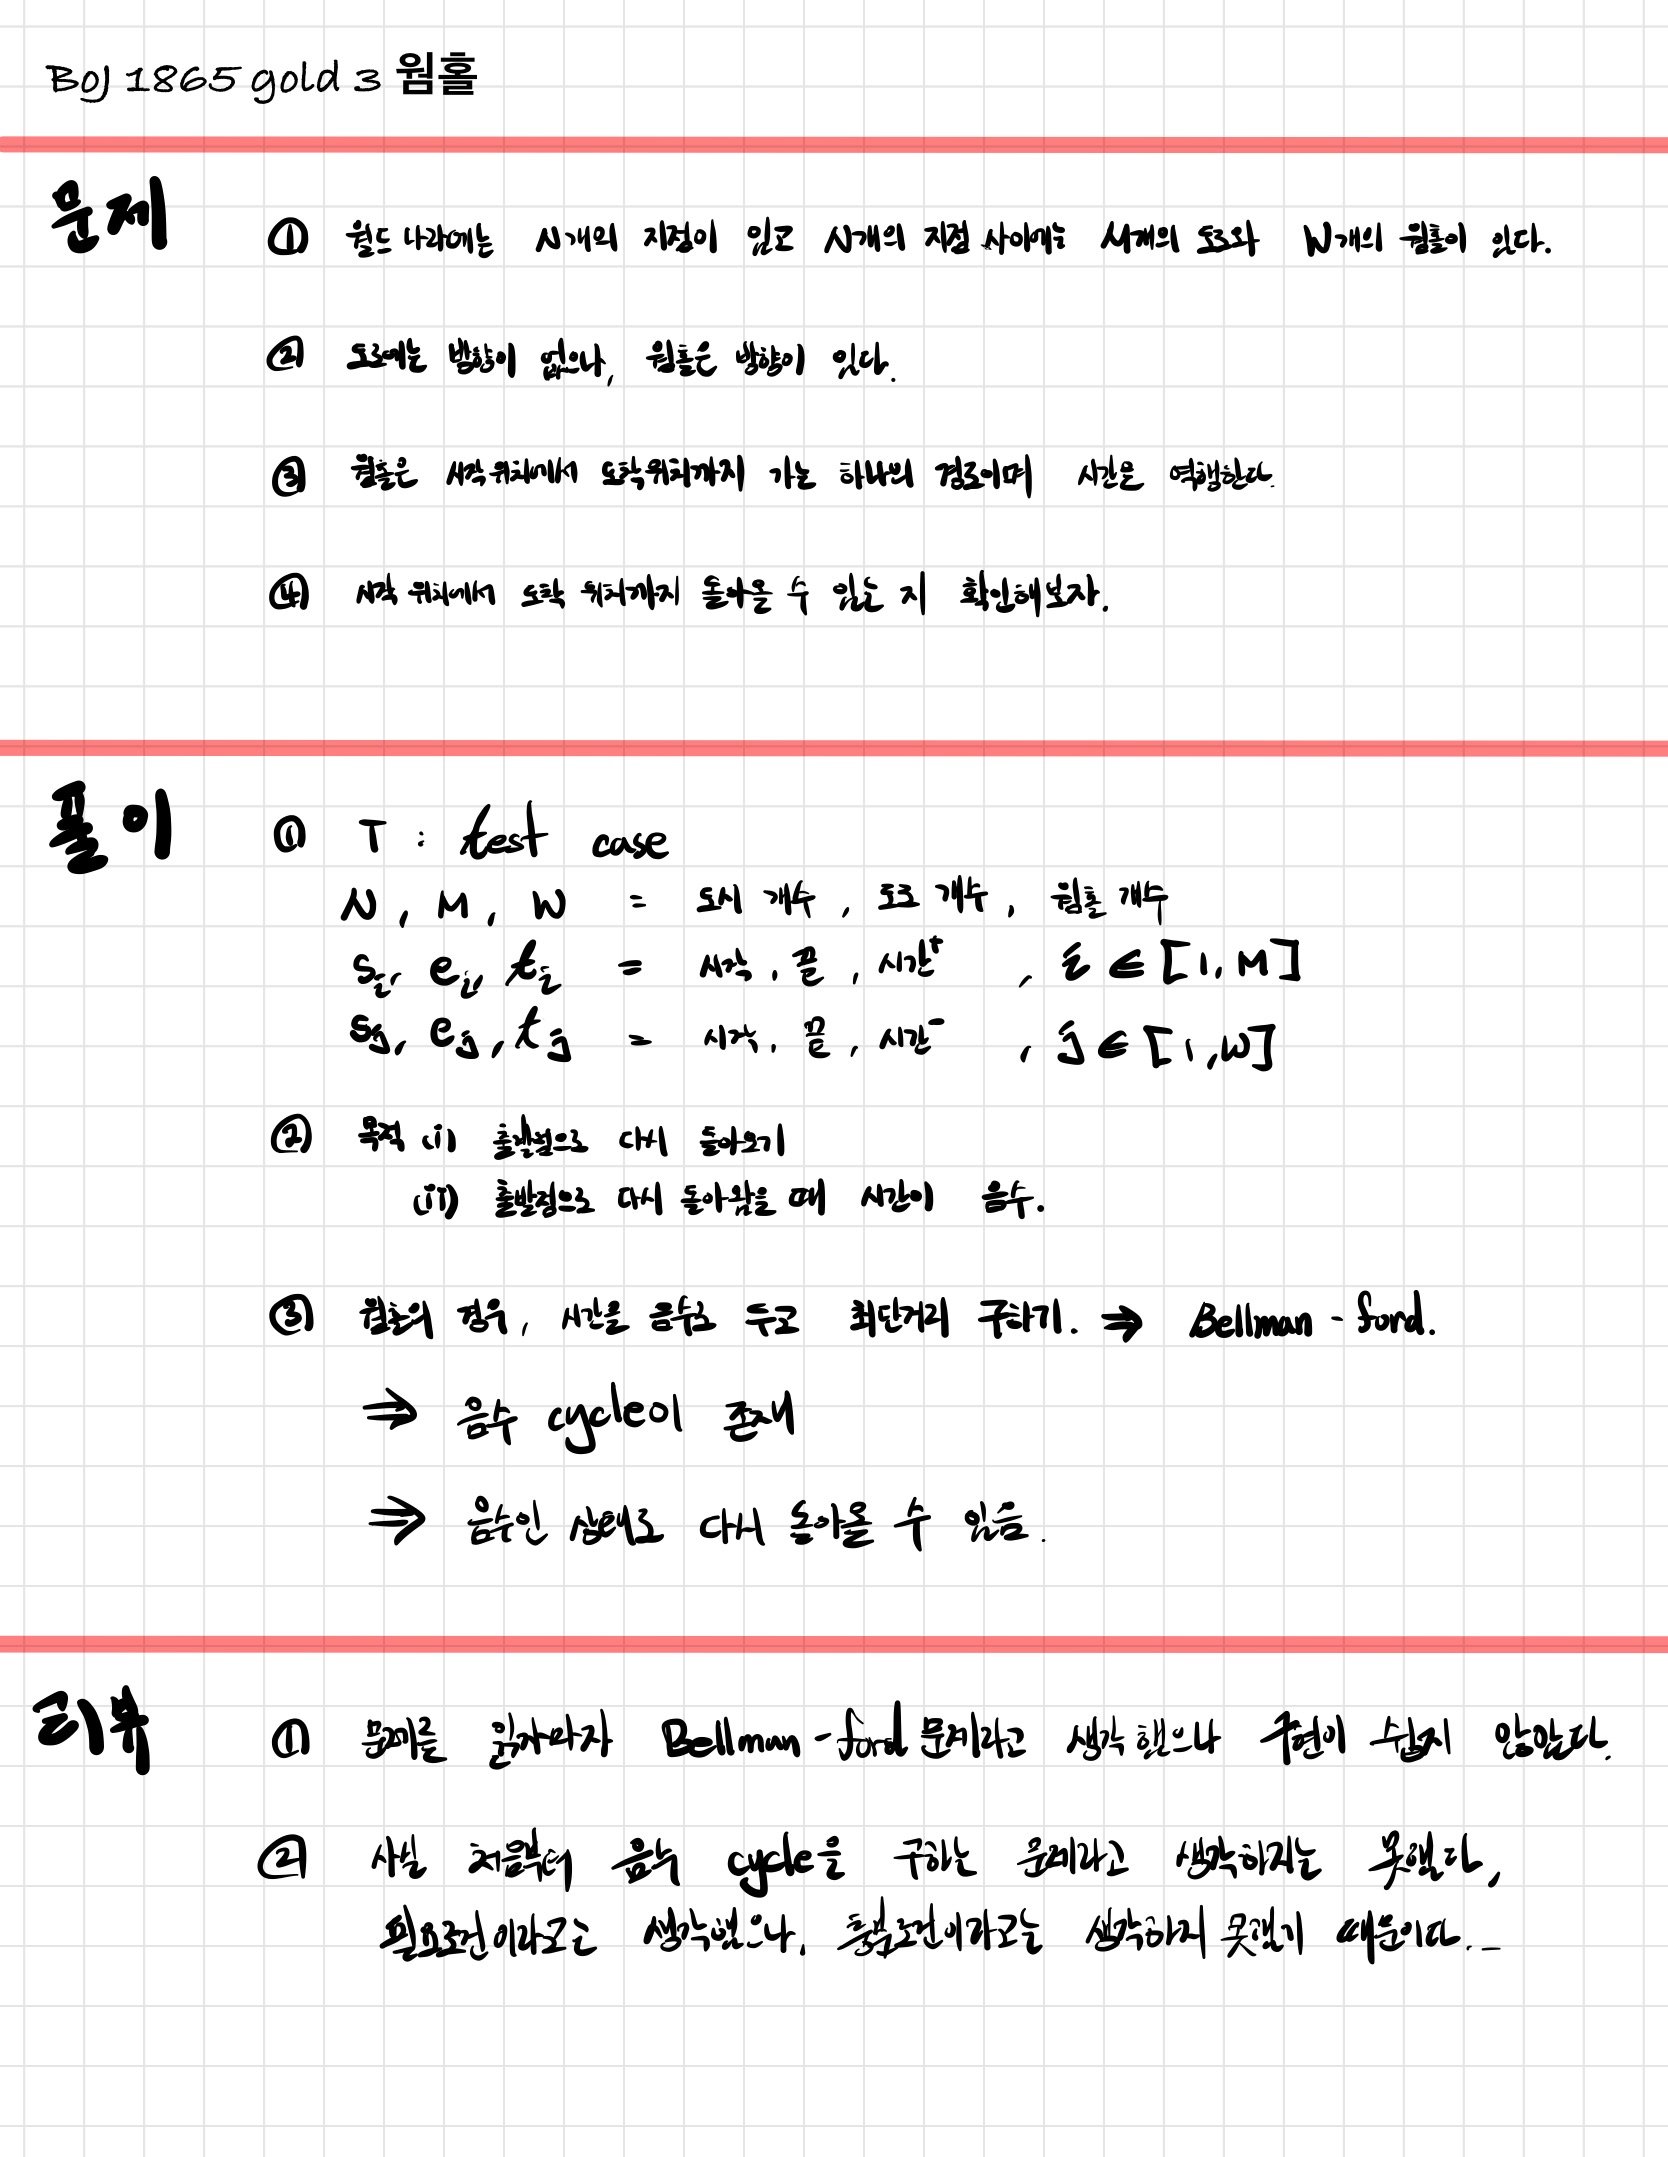 BOJ 1865 gold 3 웜홀
문제
① 월드 나라에는 N개의 지점이 있고 N개의 지점 사이에는 M개의 도로와 W개의 웜홀이 있다.
② 도로에는 방향이 없으나, 웜홀은 방향이 있다.
③ 웜홀은 시작위치에서 도착위치까지 가는 하나의 경로이며 시간은 역행한다.
④ 시작 위치에서 도착 위치까지 돌아올 수 있는 지 확인해보자.
풀이
① T : test case
N, M, W = 도시 개수, 도로 개수, 웜홀 개수
sᵢ, eᵢ, tᵢ = 시작, 끝, 시간⁺, i ∈ [1, M]
sⱼ, eⱼ, tⱼ = 시작, 끝, 시간⁻, j ∈ [1, W]
② 목적 (i) 출발점으로 다시 돌아오기
(ii) 출발점으로 다시 돌아왔을 때 시간이 음수.
③ 웜홀의 경우, 시간을 음수로 두고 최단거리 구하기. ⇒ Bellman-ford.
⇒ 음수 cycle이 존재
⇒ 음수인 상태로 다시 돌아올 수 있음.
리뷰
① 문제를 읽자마자 Bellman-ford 문제라고 생각했으나 구현이 쉽지 않았다.
② 사실 처음부터 음수 cycle을 구하는 문제라고 생각하지는 못했다,
필요조건이라고는 생각했으나, 충분조건이라고는 생각하지 못했기 때문이다..